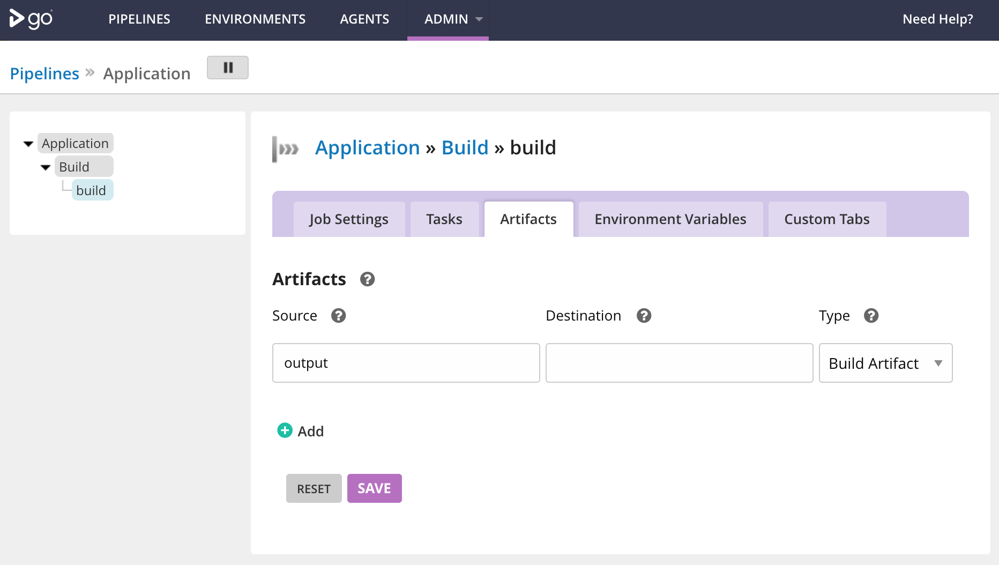 go PIPELINES ENVIRONMENTS AGENTS ADMIN Need Help?
Pipelines » Application
Application
Build
build
Application » Build » build
Job Settings Tasks Artifacts Environment Variables Custom Tabs
Artifacts ?
Source ? Destination ? Type ?
output Build Artifact
Add
RESET SAVE